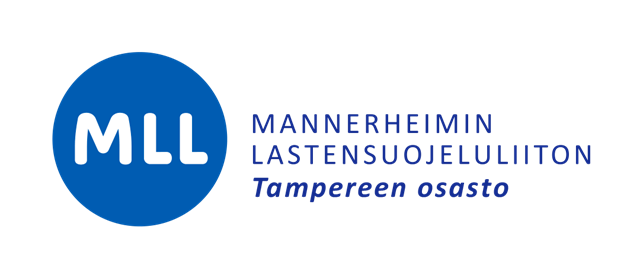 MLL
MANNERHEIMIN
LASTENSUOJELULIITON
Tampereen osasto